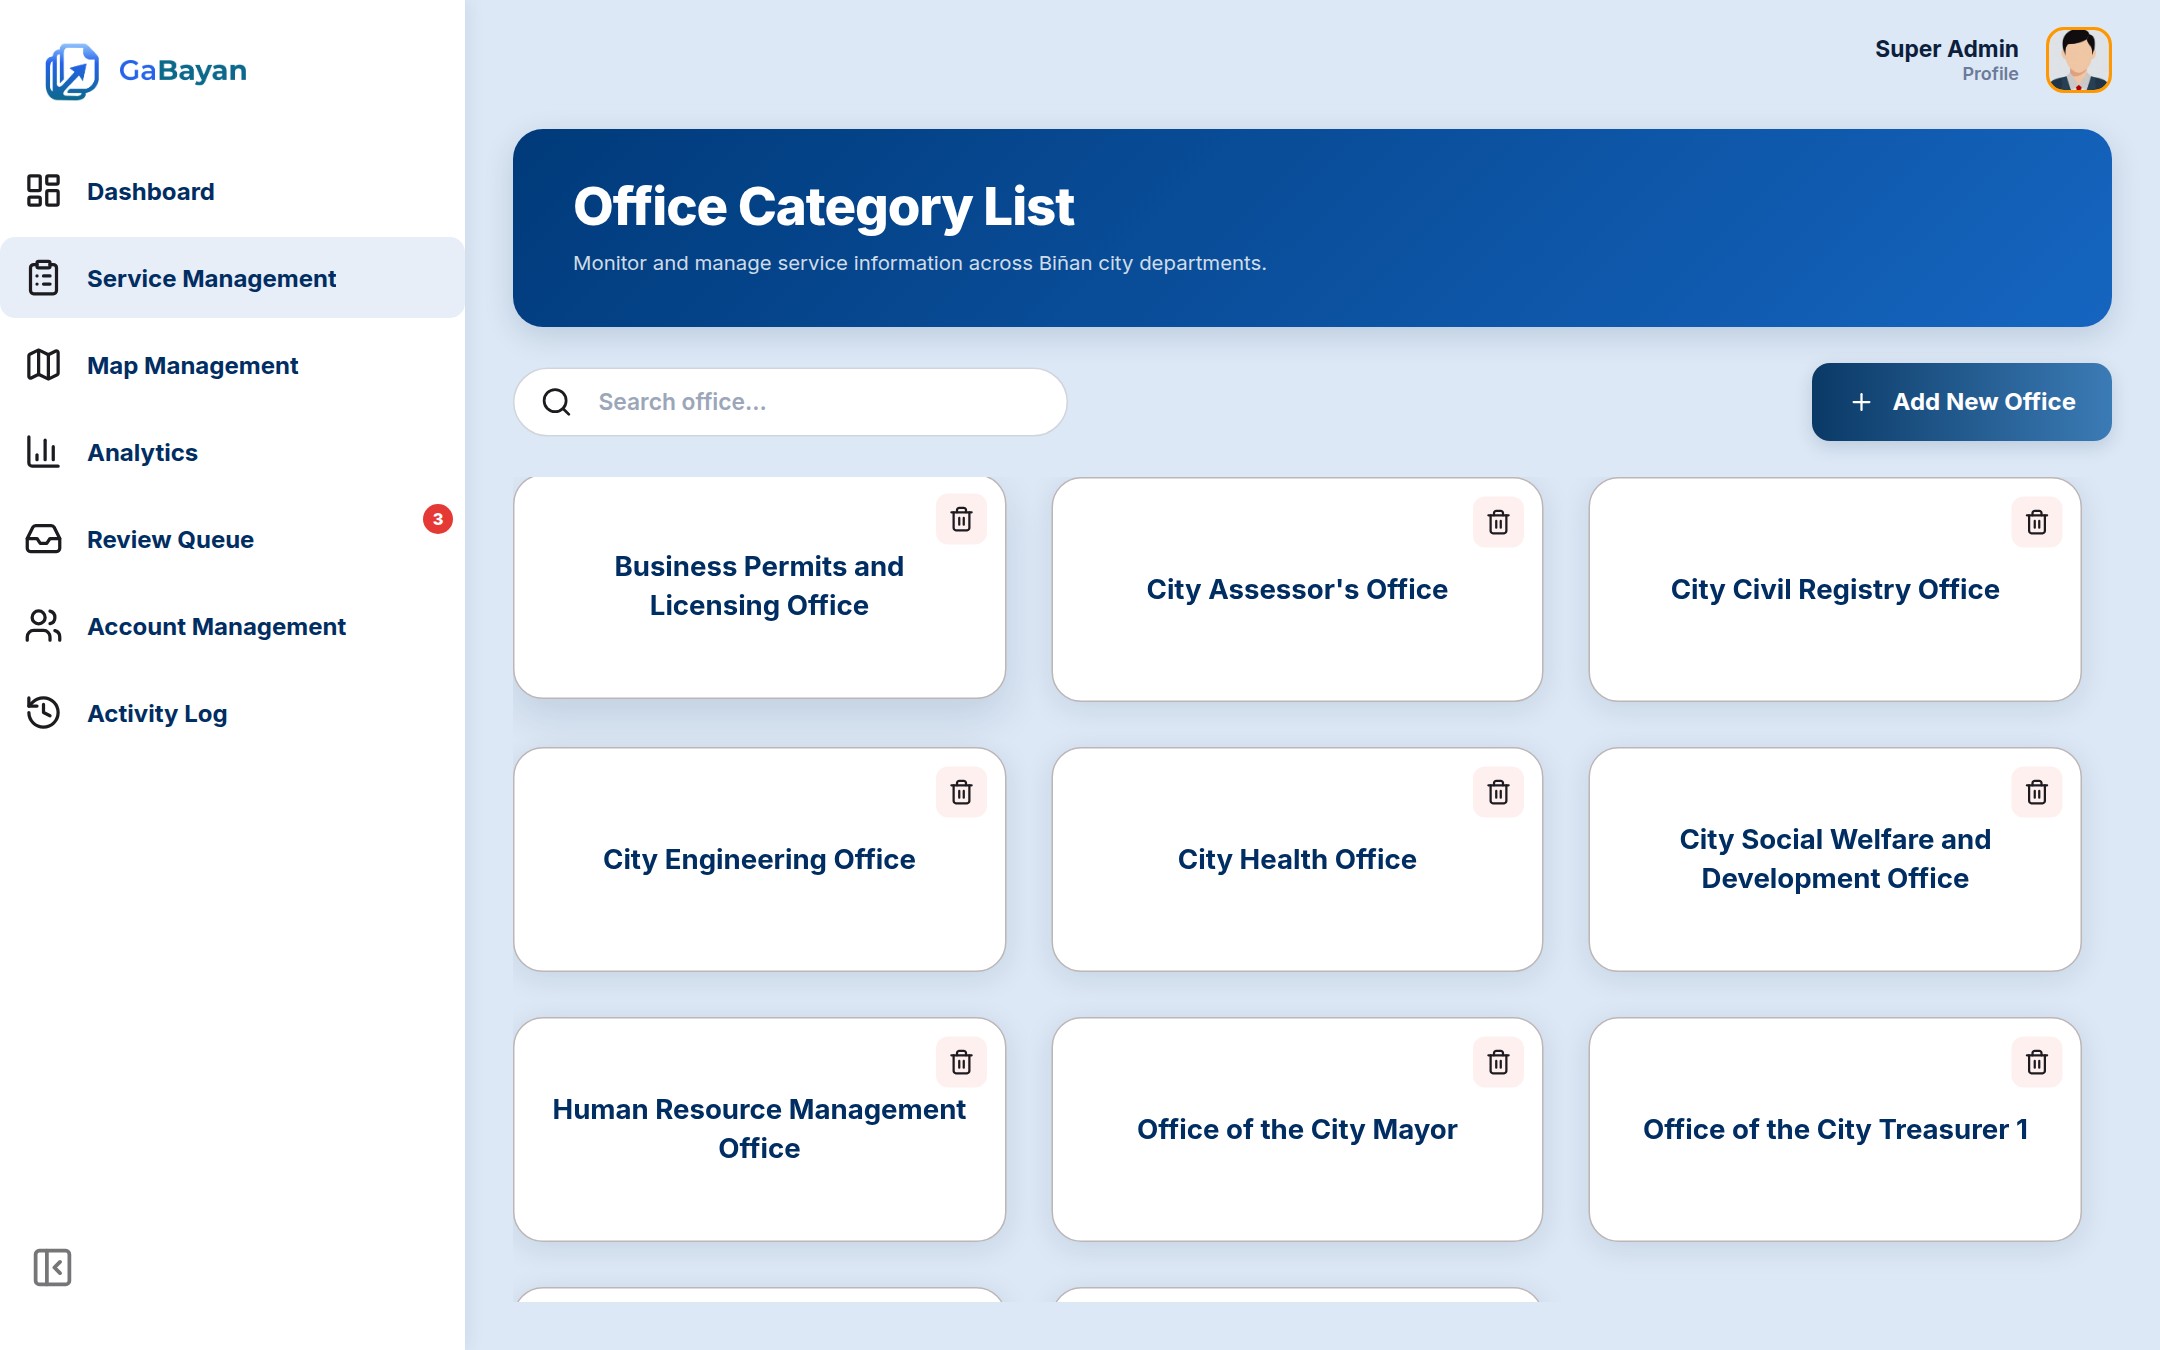 GaBayan
Dashboard
Service Management
Map Management
Analytics
3
Review Queue
Account Management
Activity Log
Super Admin
Profile
Office Category List
Monitor and manage service information across Biñan city departments.
Search office...
Add New Office
Business Permits and
Licensing Office
City Assessor's Office
City Civil Registry Office
City Engineering Office
City Health Office
City Social Welfare and
Development Office
Human Resource Management
Office
Office of the City Mayor
Office of the City Treasurer 1